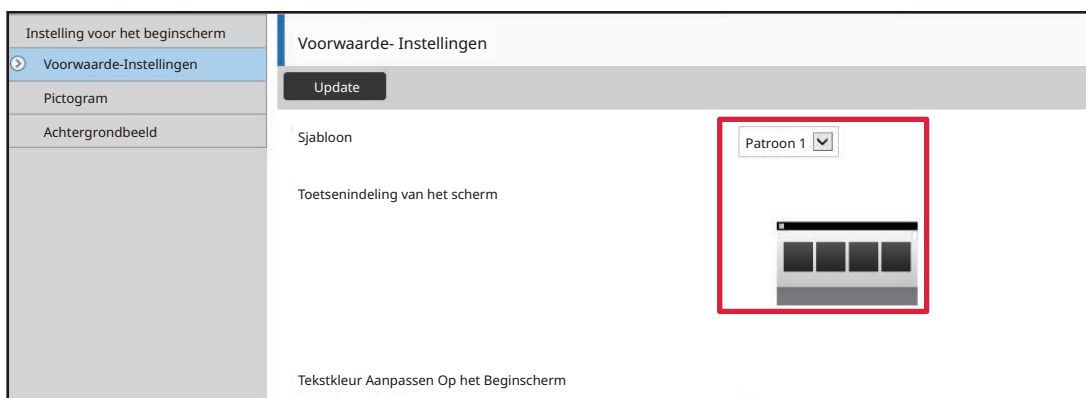 Instelling voor het beginscherm
Voorwaarde-Instellingen
Pictogram
Achtergrondbeeld
Voorwaarde- Instellingen
Update
Sjabloon
Patroon 1
Toetsenindeling van het scherm
Tekstkleur Aanpassen Op het Beginscherm